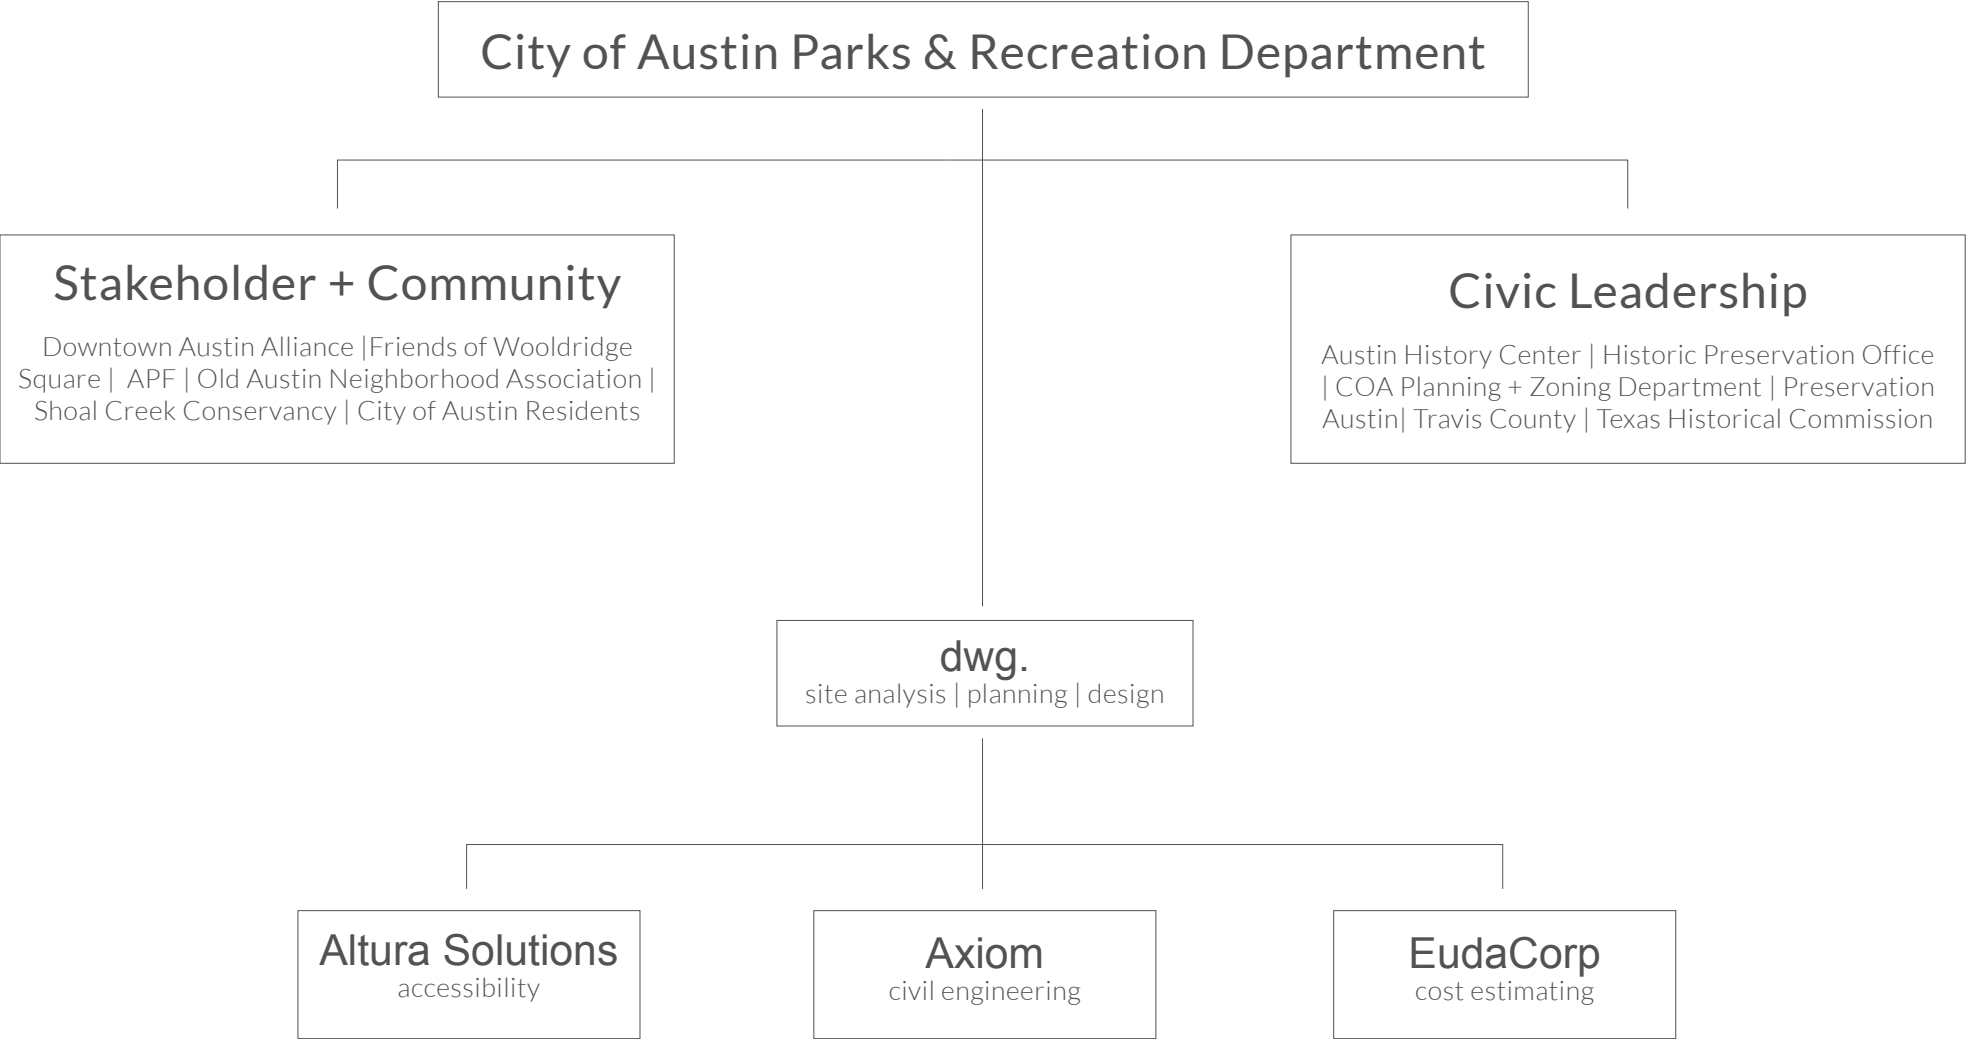 City of Austin Parks & Recreation Department
Stakeholder + Community
Downtown Austin Alliance |Friends of Wooldridge
Square | APF | Old Austin Neighborhood Association |
Shoal Creek Conservancy | City of Austin Residents
Civic Leadership
Austin History Center | Historic Preservation Office
| COA Planning + Zoning Department | Preservation
Austin| Travis County | Texas Historical Commission
dwg.
site analysis | planning | design
Altura Solutions
accessibility
Axiom
civil engineering
EudaCorp
cost estimating